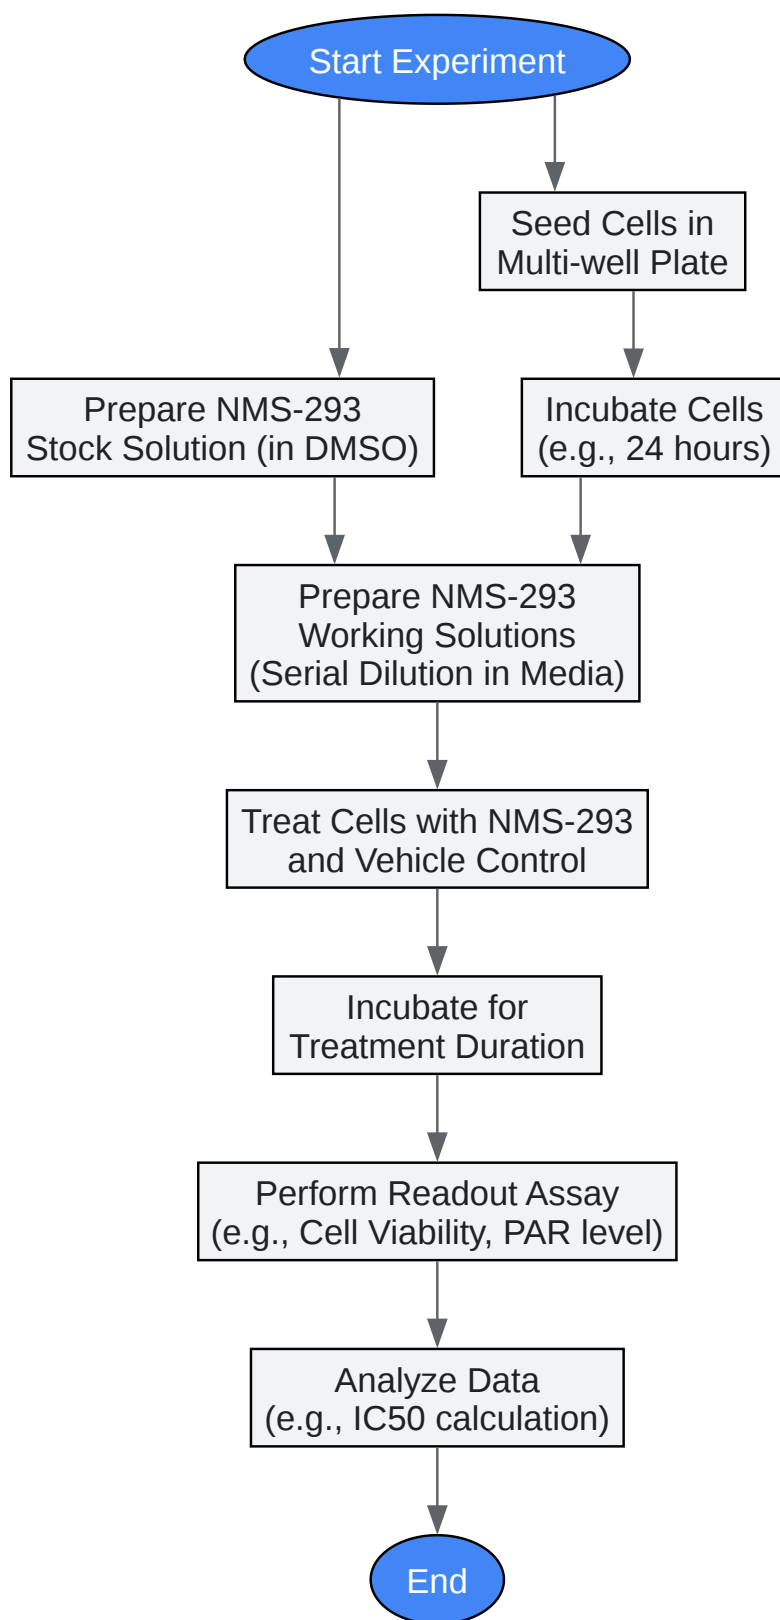 Start Experiment
Seed Cells in
Multi-well Plate
Prepare NMS-293
Stock Solution (in DMSO)
Incubate Cells
(e.g., 24 hours)
Prepare NMS-293
Working Solutions
(Serial Dilution in Media)
Treat Cells with NMS-293
and Vehicle Control
Incubate for
Treatment Duration
Perform Readout Assay
(e.g., Cell Viability, PAR level)
Analyze Data
(e.g., IC50 calculation)
End